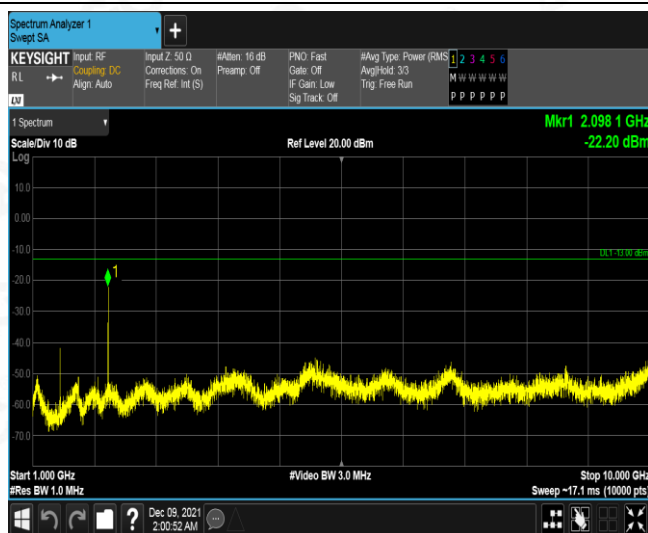 Spectrum Analyzer 1
Swept SA
+
KEYSIGHT
R L
LXI
Input: RF
Coupling: DC
Align: Auto
Input Z: 50 Ω
Corrections: On
Freq Ref: Int (S)
#Atten: 16 dB
Preamp: Off
PNO: Fast
Gate: Off
IF Gain: Low
Sig Track: Off
#Avg Type: Power (RMS
Avg|Hold: 3/3
Trig: Free Run
1 2 3 4 5 6
M W W W W W
P P P P P P
1 Spectrum
Mkr1 2.098 1 GHz
Scale/Div 10 dB
Ref Level 20.00 dBm
-22.20 dBm
Log
10.0
0.00
-10.0
DL1 -13.00 dBm
1
-20.0
-30.0
-40.0
-50.0
-60.0
-70.0
Start 1.000 GHz
#Video BW 3.0 MHz
Stop 10.000 GHz
#Res BW 1.0 MHz
Sweep ~17.1 ms (10000 pts)
?
Dec 09, 2021
2:00:52 AM